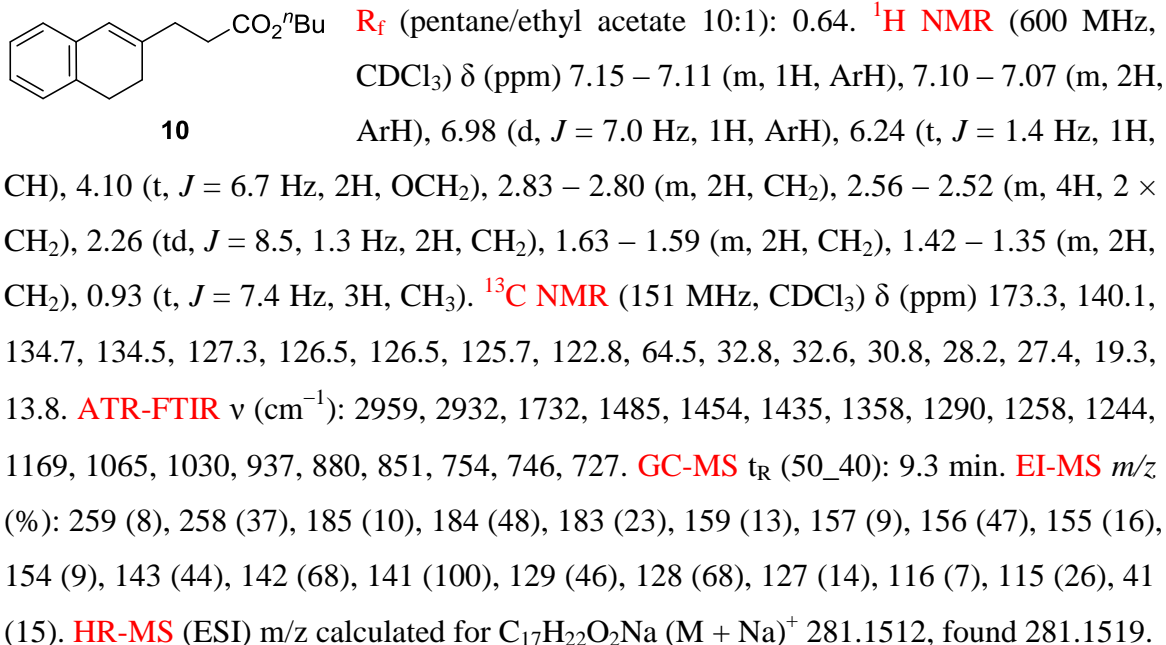 CO₂ⁿBu
10
R_f (pentane/ethyl acetate 10:1): 0.64. ¹H NMR (600 MHz,
CDCl₃) δ (ppm) 7.15 – 7.11 (m, 1H, ArH), 7.10 – 7.07 (m, 2H,
ArH), 6.98 (d, J = 7.0 Hz, 1H, ArH), 6.24 (t, J = 1.4 Hz, 1H,
CH), 4.10 (t, J = 6.7 Hz, 2H, OCH₂), 2.83 – 2.80 (m, 2H, CH₂), 2.56 – 2.52 (m, 4H, 2 ×
CH₂), 2.26 (td, J = 8.5, 1.3 Hz, 2H, CH₂), 1.63 – 1.59 (m, 2H, CH₂), 1.42 – 1.35 (m, 2H,
CH₂), 0.93 (t, J = 7.4 Hz, 3H, CH₃). ¹³C NMR (151 MHz, CDCl₃) δ (ppm) 173.3, 140.1,
134.7, 134.5, 127.3, 126.5, 126.5, 125.7, 122.8, 64.5, 32.8, 32.6, 30.8, 28.2, 27.4, 19.3,
13.8. ATR-FTIR ν (cm⁻¹): 2959, 2932, 1732, 1485, 1454, 1435, 1358, 1290, 1258, 1244,
1169, 1065, 1030, 937, 880, 851, 754, 746, 727. GC-MS t_R (50_40): 9.3 min. EI-MS m/z
(%): 259 (8), 258 (37), 185 (10), 184 (48), 183 (23), 159 (13), 157 (9), 156 (47), 155 (16),
154 (9), 143 (44), 142 (68), 141 (100), 129 (46), 128 (68), 127 (14), 116 (7), 115 (26), 41
(15). HR-MS (ESI) m/z calculated for C₁₇H₂₂O₂Na (M + Na)⁺ 281.1512, found 281.1519.